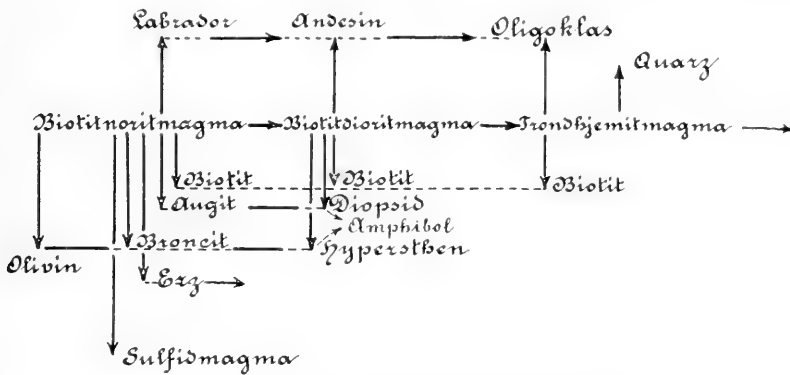 Labrador Andesin Oligoklas
Quarz
Biotitnoritmagma Biotitdioritmagma Trondhjemitmagma
Biotit Biotit Biotit
Augit Diopsid
Amphibol
Broncit Hypersthen
Olivin
Erz
Sulfidmagma